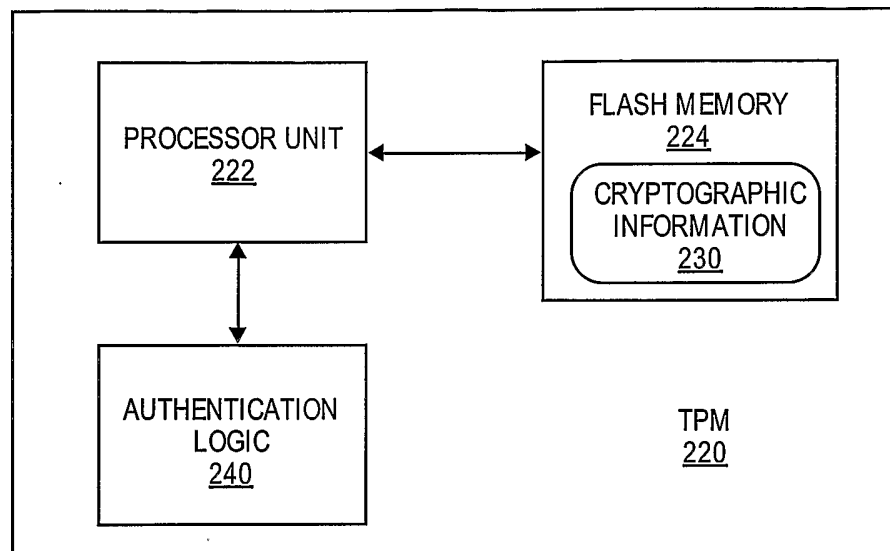 PROCESSOR UNIT
222
FLASH MEMORY
224
CRYPTOGRAPHIC
INFORMATION
230
AUTHENTICATION
LOGIC
240
TPM
220